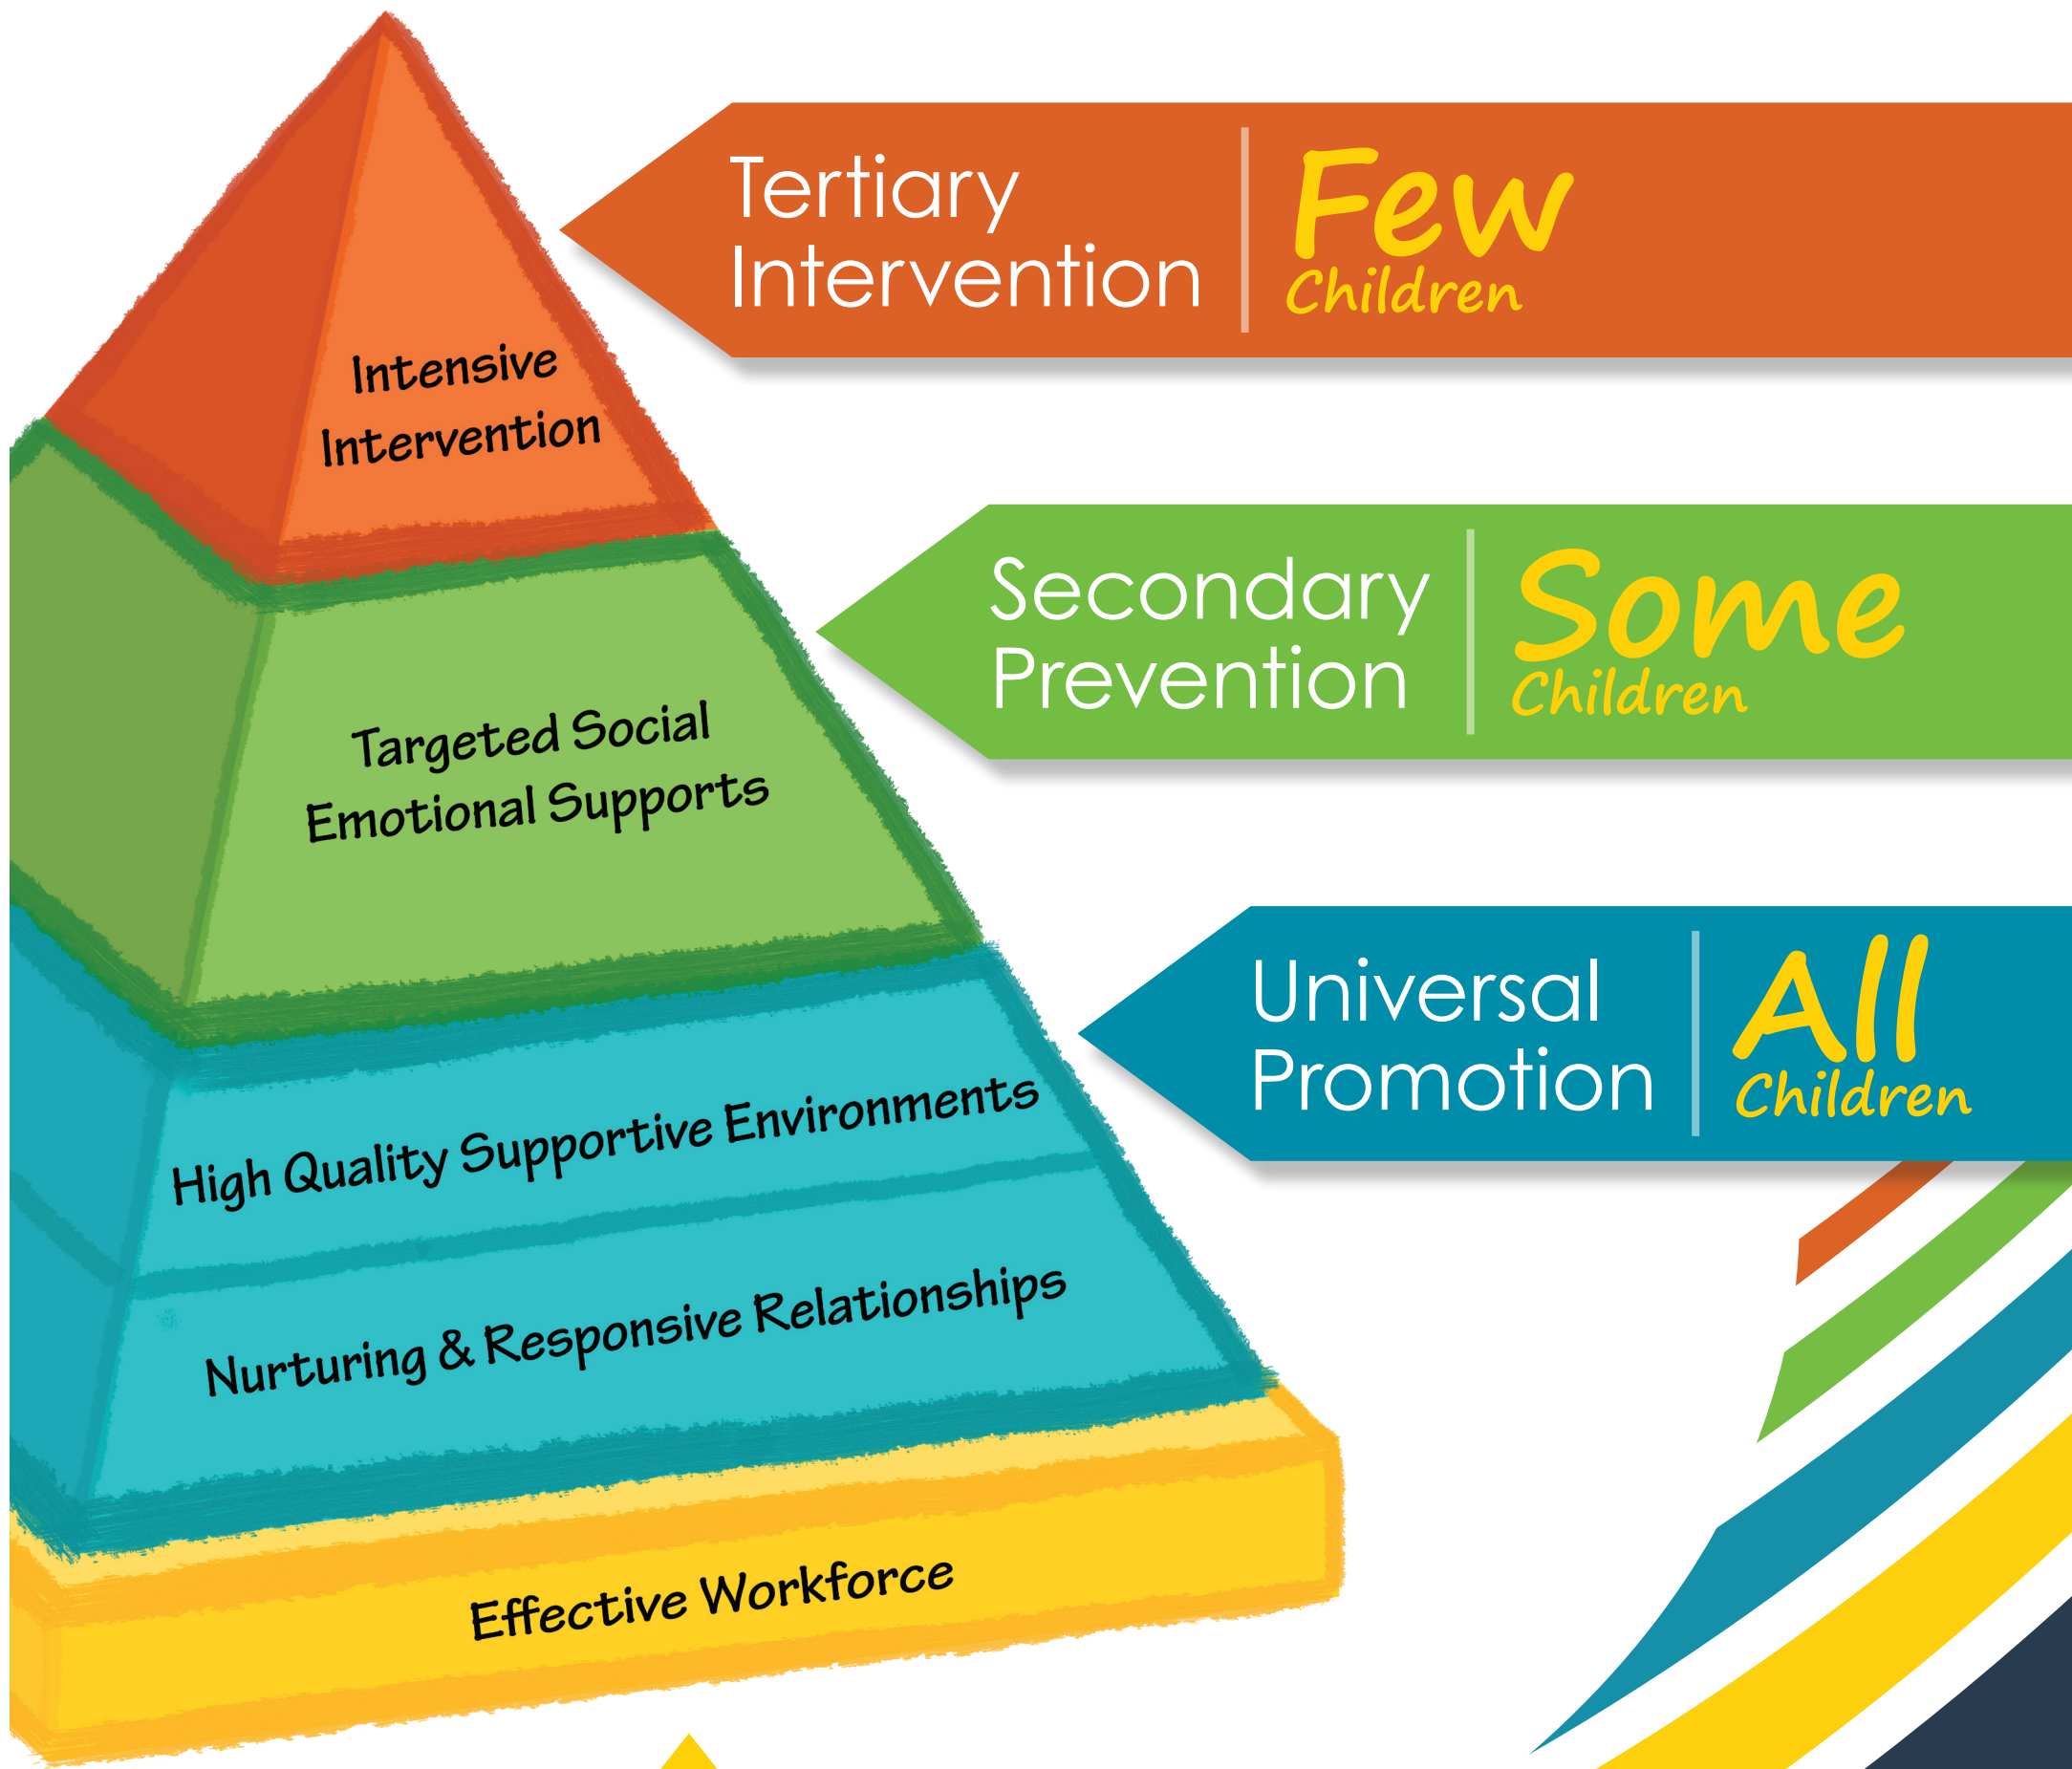 Tertiary
Intervention
Few
Children
Intensive
Intervention
Secondary
Prevention
Some
Children
Targeted Social
Emotional Supports
Universal
Promotion
All
Children
High Quality Supportive Environments
Nurturing & Responsive Relationships
Effective Workforce